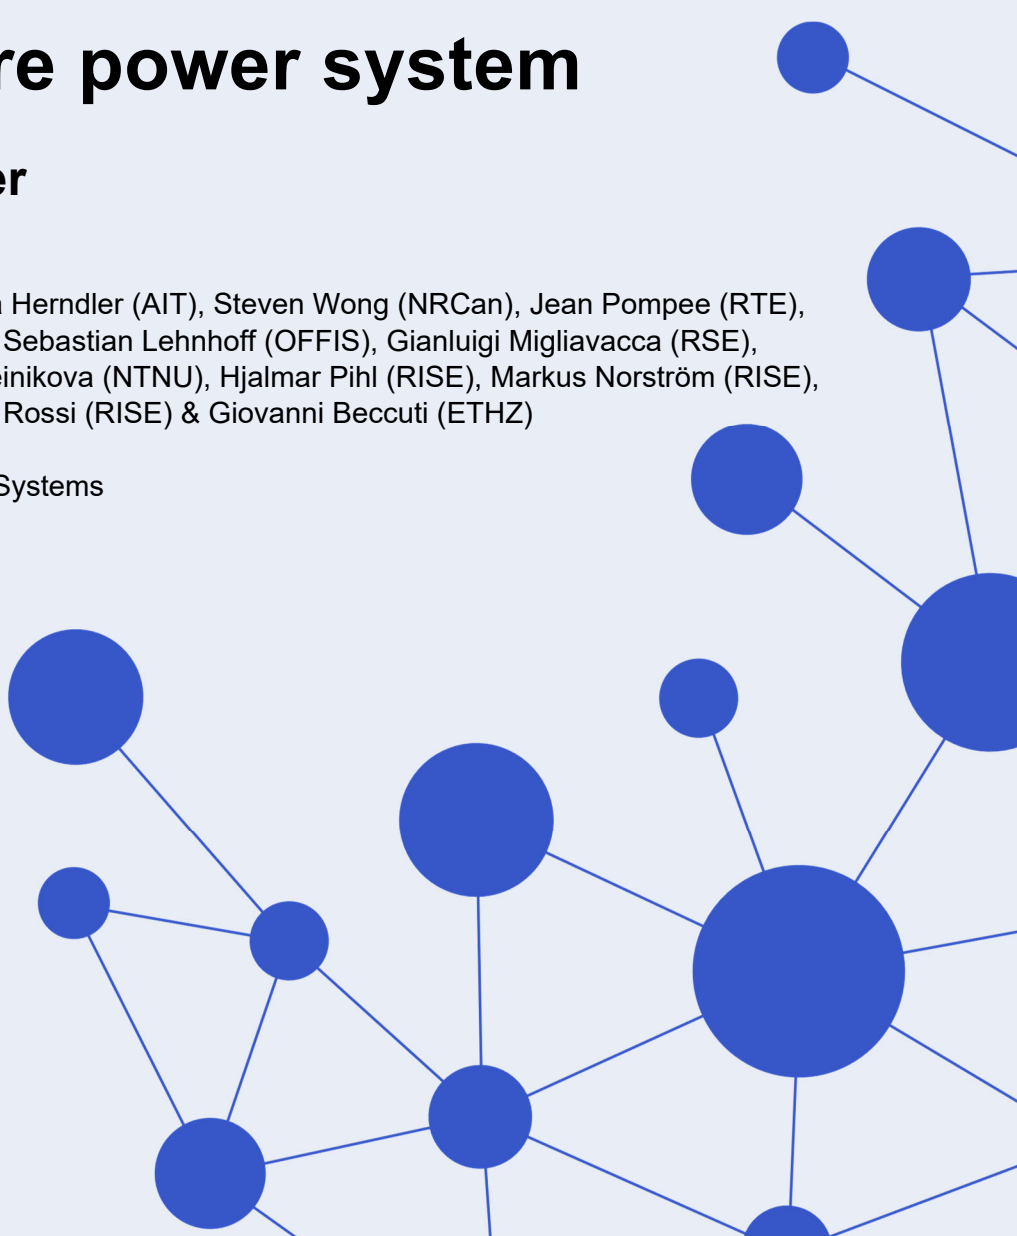 re power system
er
a Herndler (AIT), Steven Wong (NRCan), Jean Pompee (RTE),
Sebastian Lehnhoff (OFFIS), Gianluigi Migliavacca (RSE),
einikova (NTNU), Hjalmar Pihl (RISE), Markus Norström (RISE),
Rossi (RISE) & Giovanni Beccuti (ETHZ)
Systems